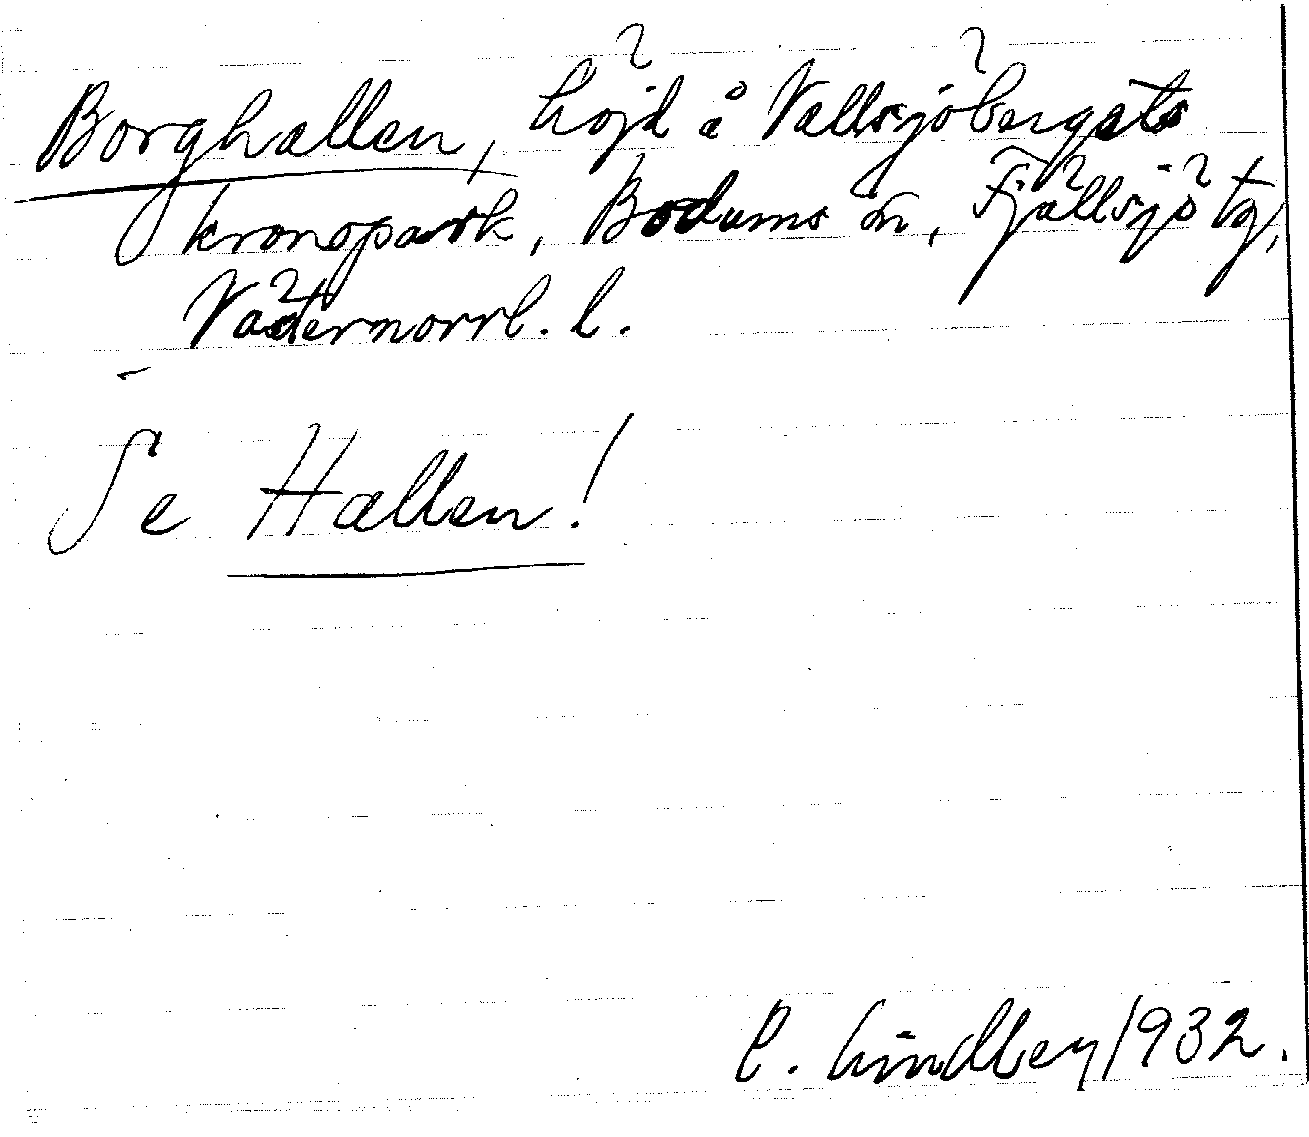 Borghallen, höjd å Vallsjöbergets
kronopark, Bodums sn, Fjällsjö tg,
Västernorrl. l.
Se Hallen!
C. Lindberg 1932.